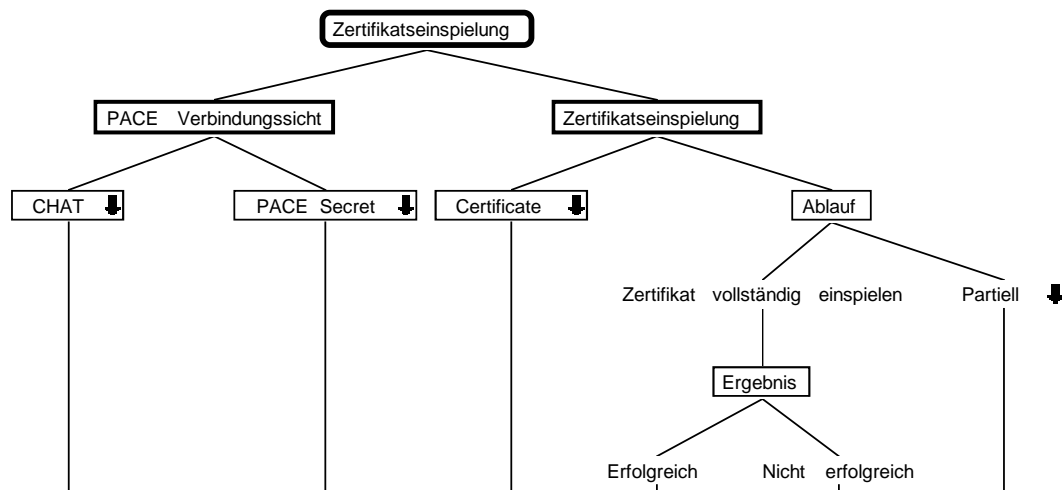 Zertifikatseinspielung
PACE Verbindungssicht
Zertifikatseinspielung
CHAT
PACE Secret
Certificate
Ablauf
Zertifikat vollständig einspielen
Partiell
Ergebnis
Erfolgreich
Nicht erfolgreich